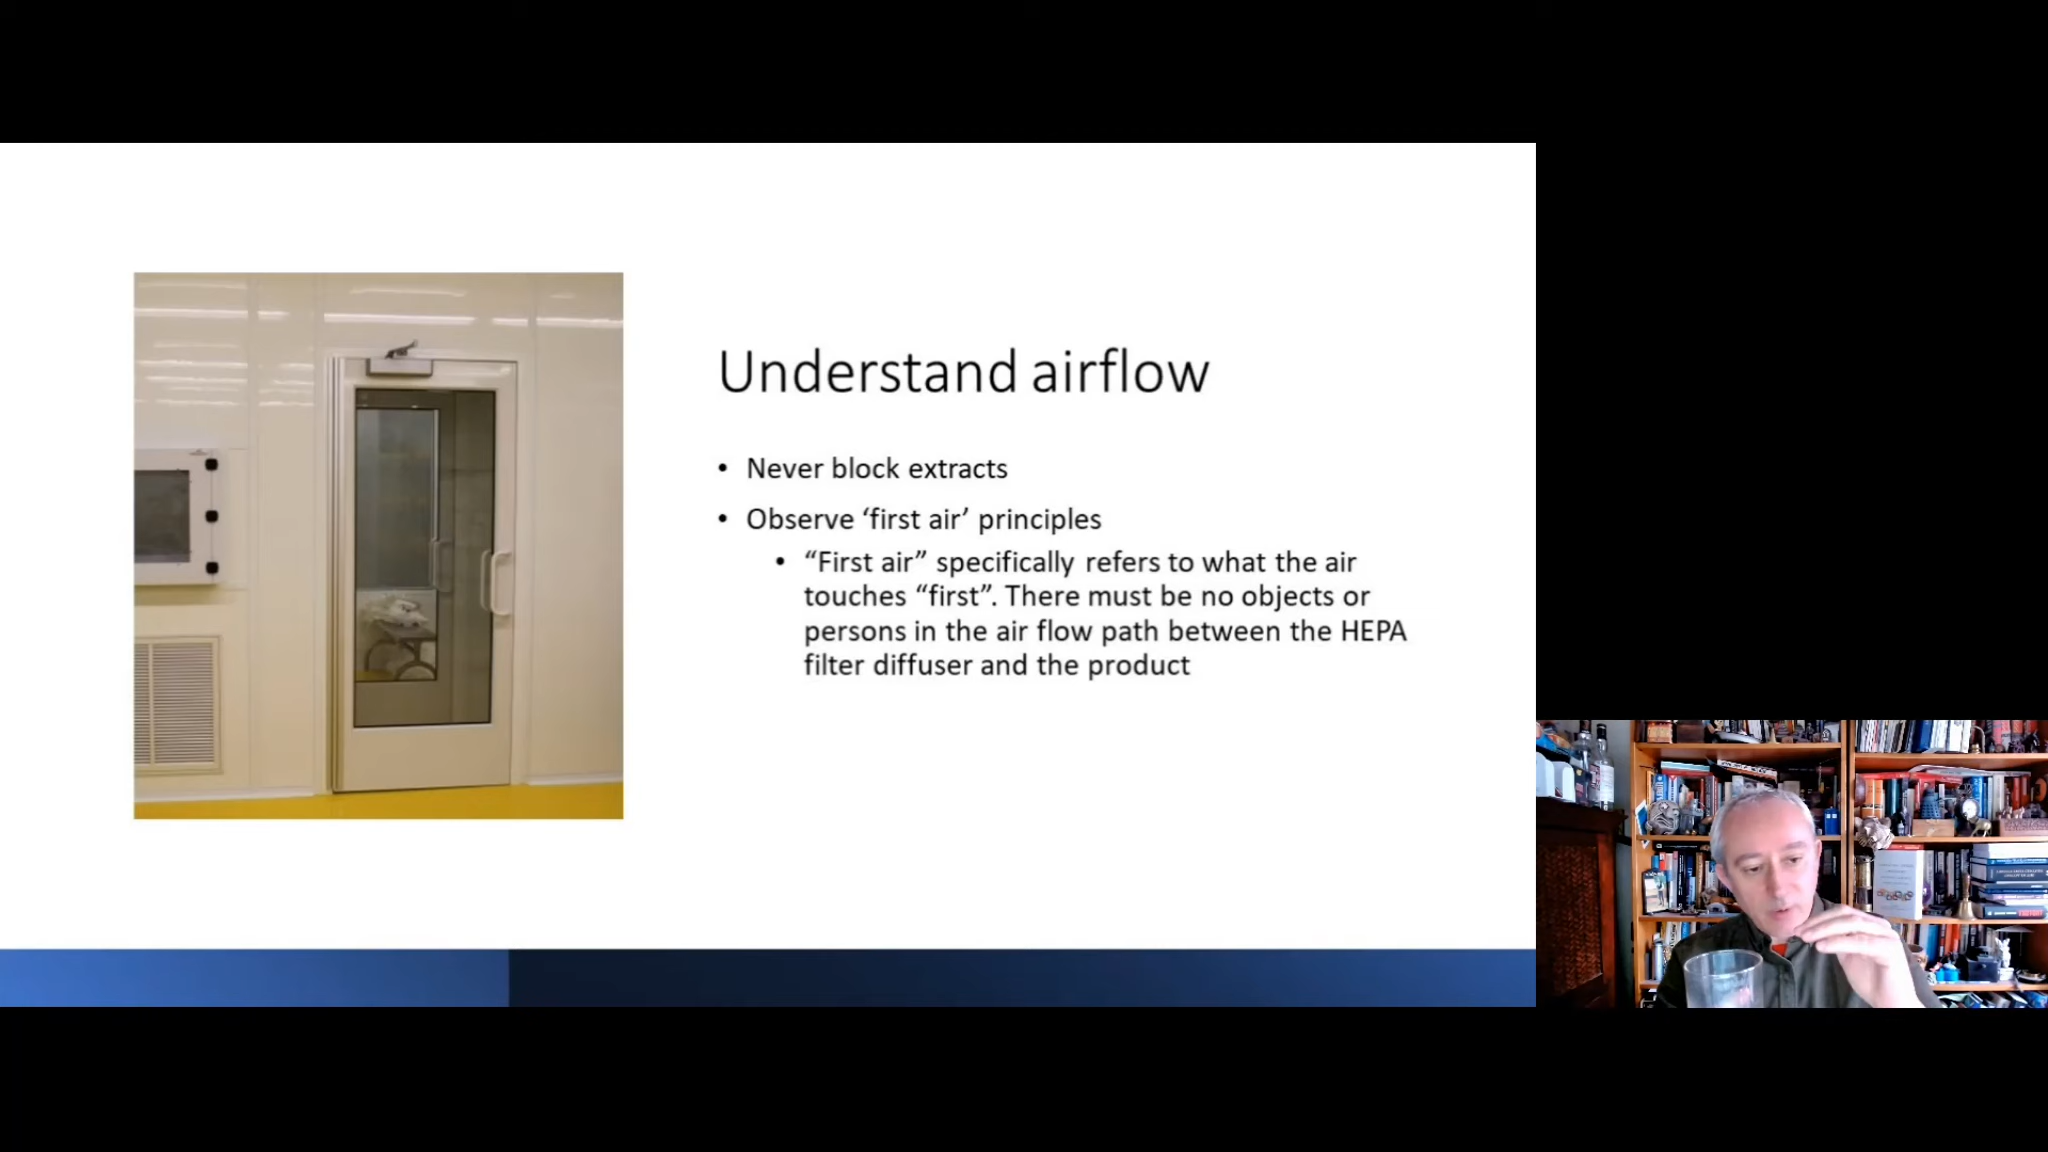 Understand airflow
• Never block extracts
• Observe ‘first air’ principles
• “First air” specifically refers to what the air
touches “first”. There must be no objects or
persons in the air flow path between the HEPA
filter diffuser and the product